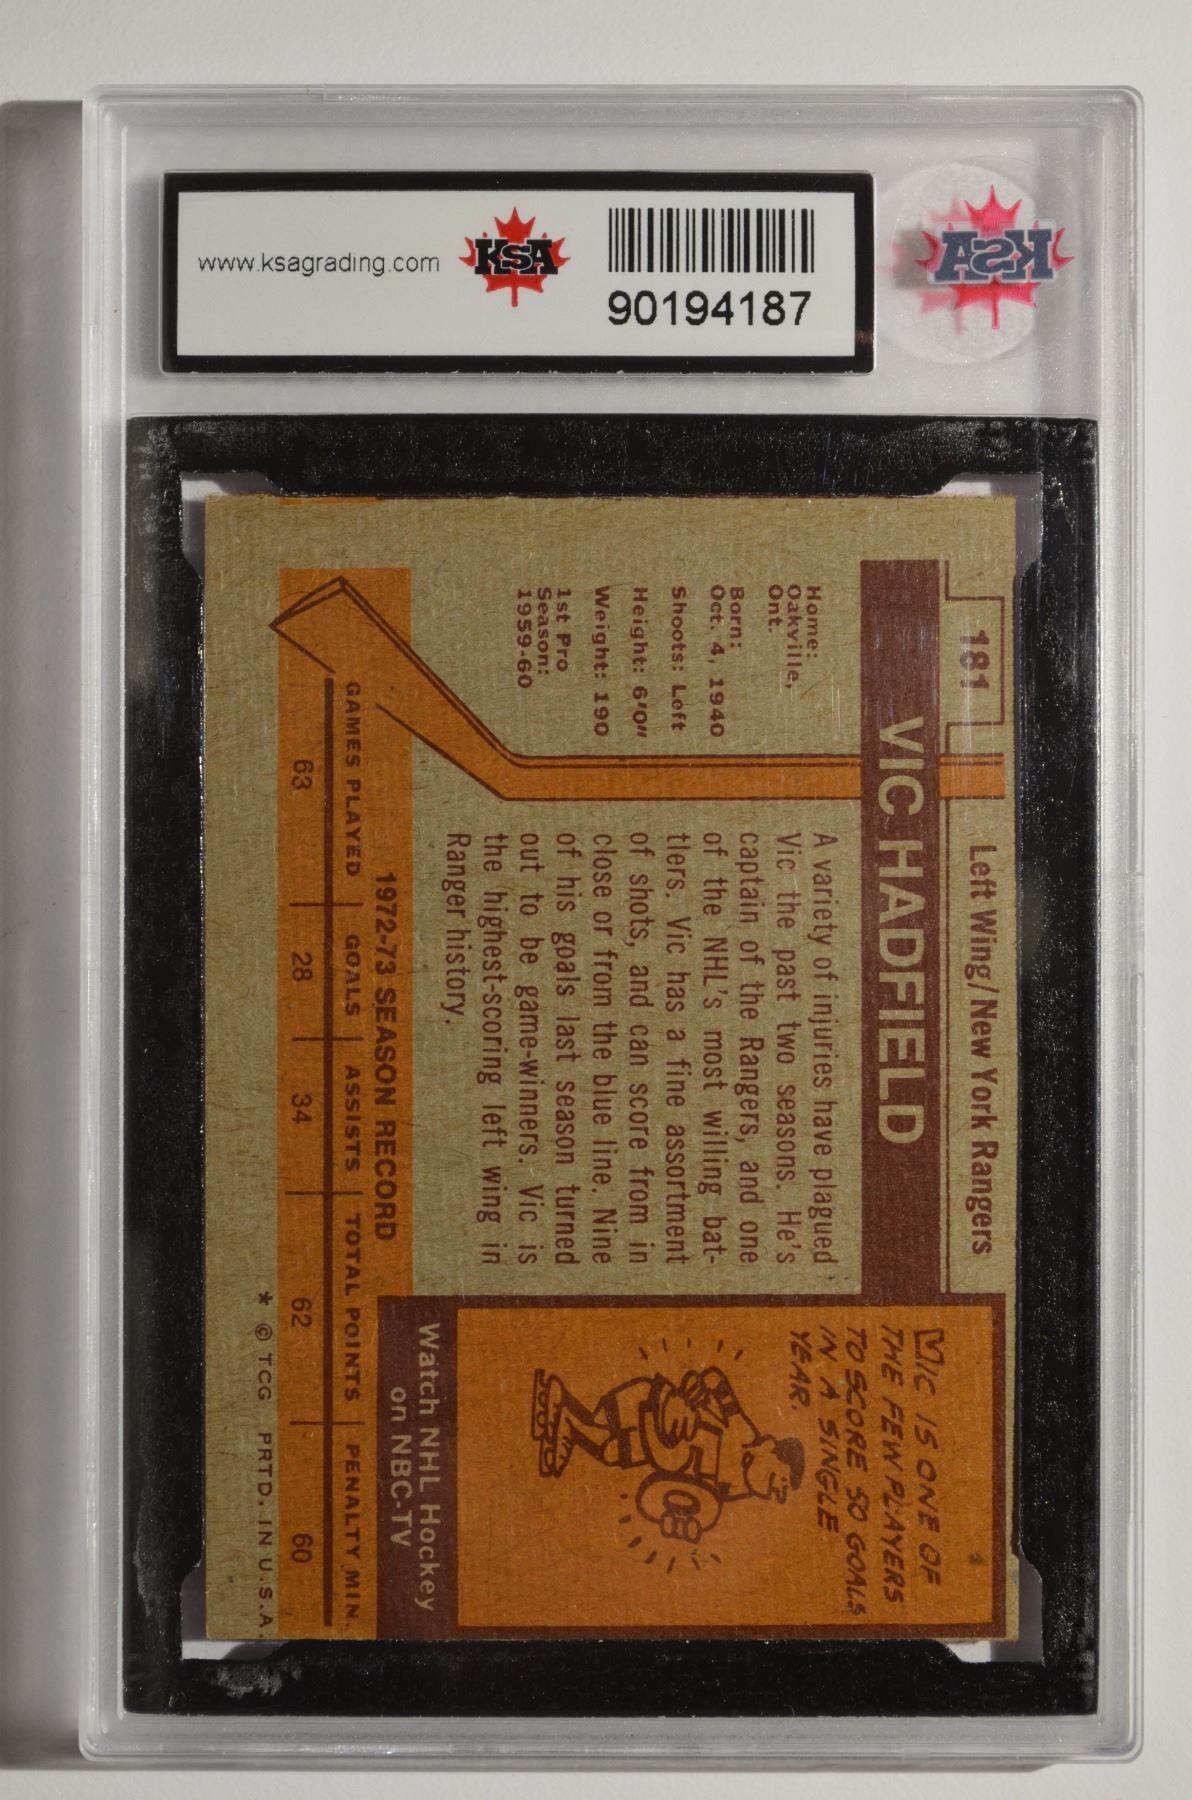 www.ksagrading.com
KSA
90194187
KSA
181
Left Wing/New York Rangers
VIC HADFIELD
Home:
Oakville,
Ont.
Born:
Oct. 4, 1940
Shoots: Left
Height: 6'0"
Weight: 190
1st Pro
Season:
1959-60
A variety of injuries have plagued
Vic the past two seasons. He's
captain of the Rangers, and one
of the NHL's most willing bat-
tlers. Vic has a fine assortment
of shots, and can score from in
close or from the blue line. Nine
of his goals last season turned
out to be game-winners. Vic is
the highest-scoring left wing in
Ranger history.
VIC IS ONE OF
THE FEW PLAYERS
TO SCORE 50 GOALS
IN A SINGLE
YEAR.
50
Watch NHL Hockey
on NBC-TV
1972-73 SEASON RECORD
GAMES PLAYED GOALS ASSISTS TOTAL POINTS PENALTY MIN.
63 28 34 62 60
* © TCG PRTD. IN U.S.A.